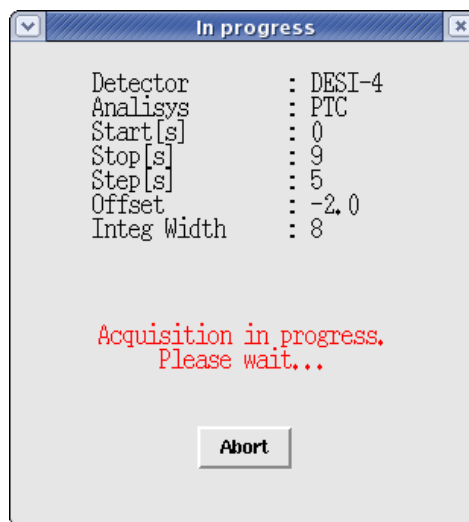 In progress
Detector : DESI-4
Analisys : PTC
Start[s] : 0
Stop[s] : 9
Step[s] : 5
Offset : -2.0
Integ Width : 8
Acquisition in progress.
Please wait...
Abort